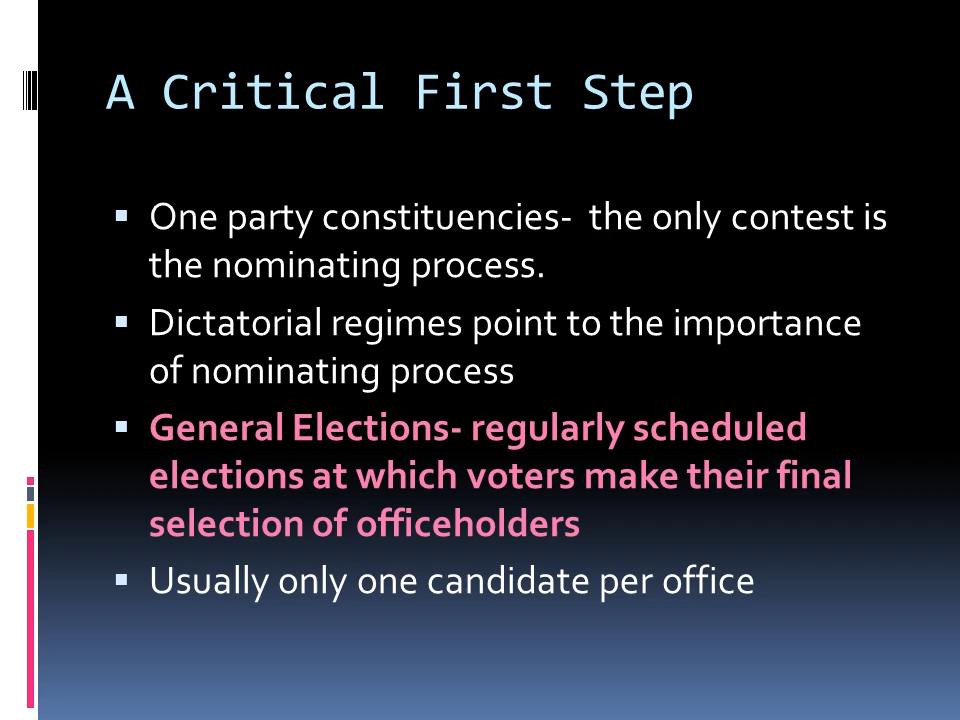 A Critical First Step
▪ One party constituencies-  the only contest is
the nominating process.
▪ Dictatorial regimes point to the importance
of nominating process
▪ General Elections- regularly scheduled
elections at which voters make their final
selection of officeholders
▪ Usually only one candidate per office